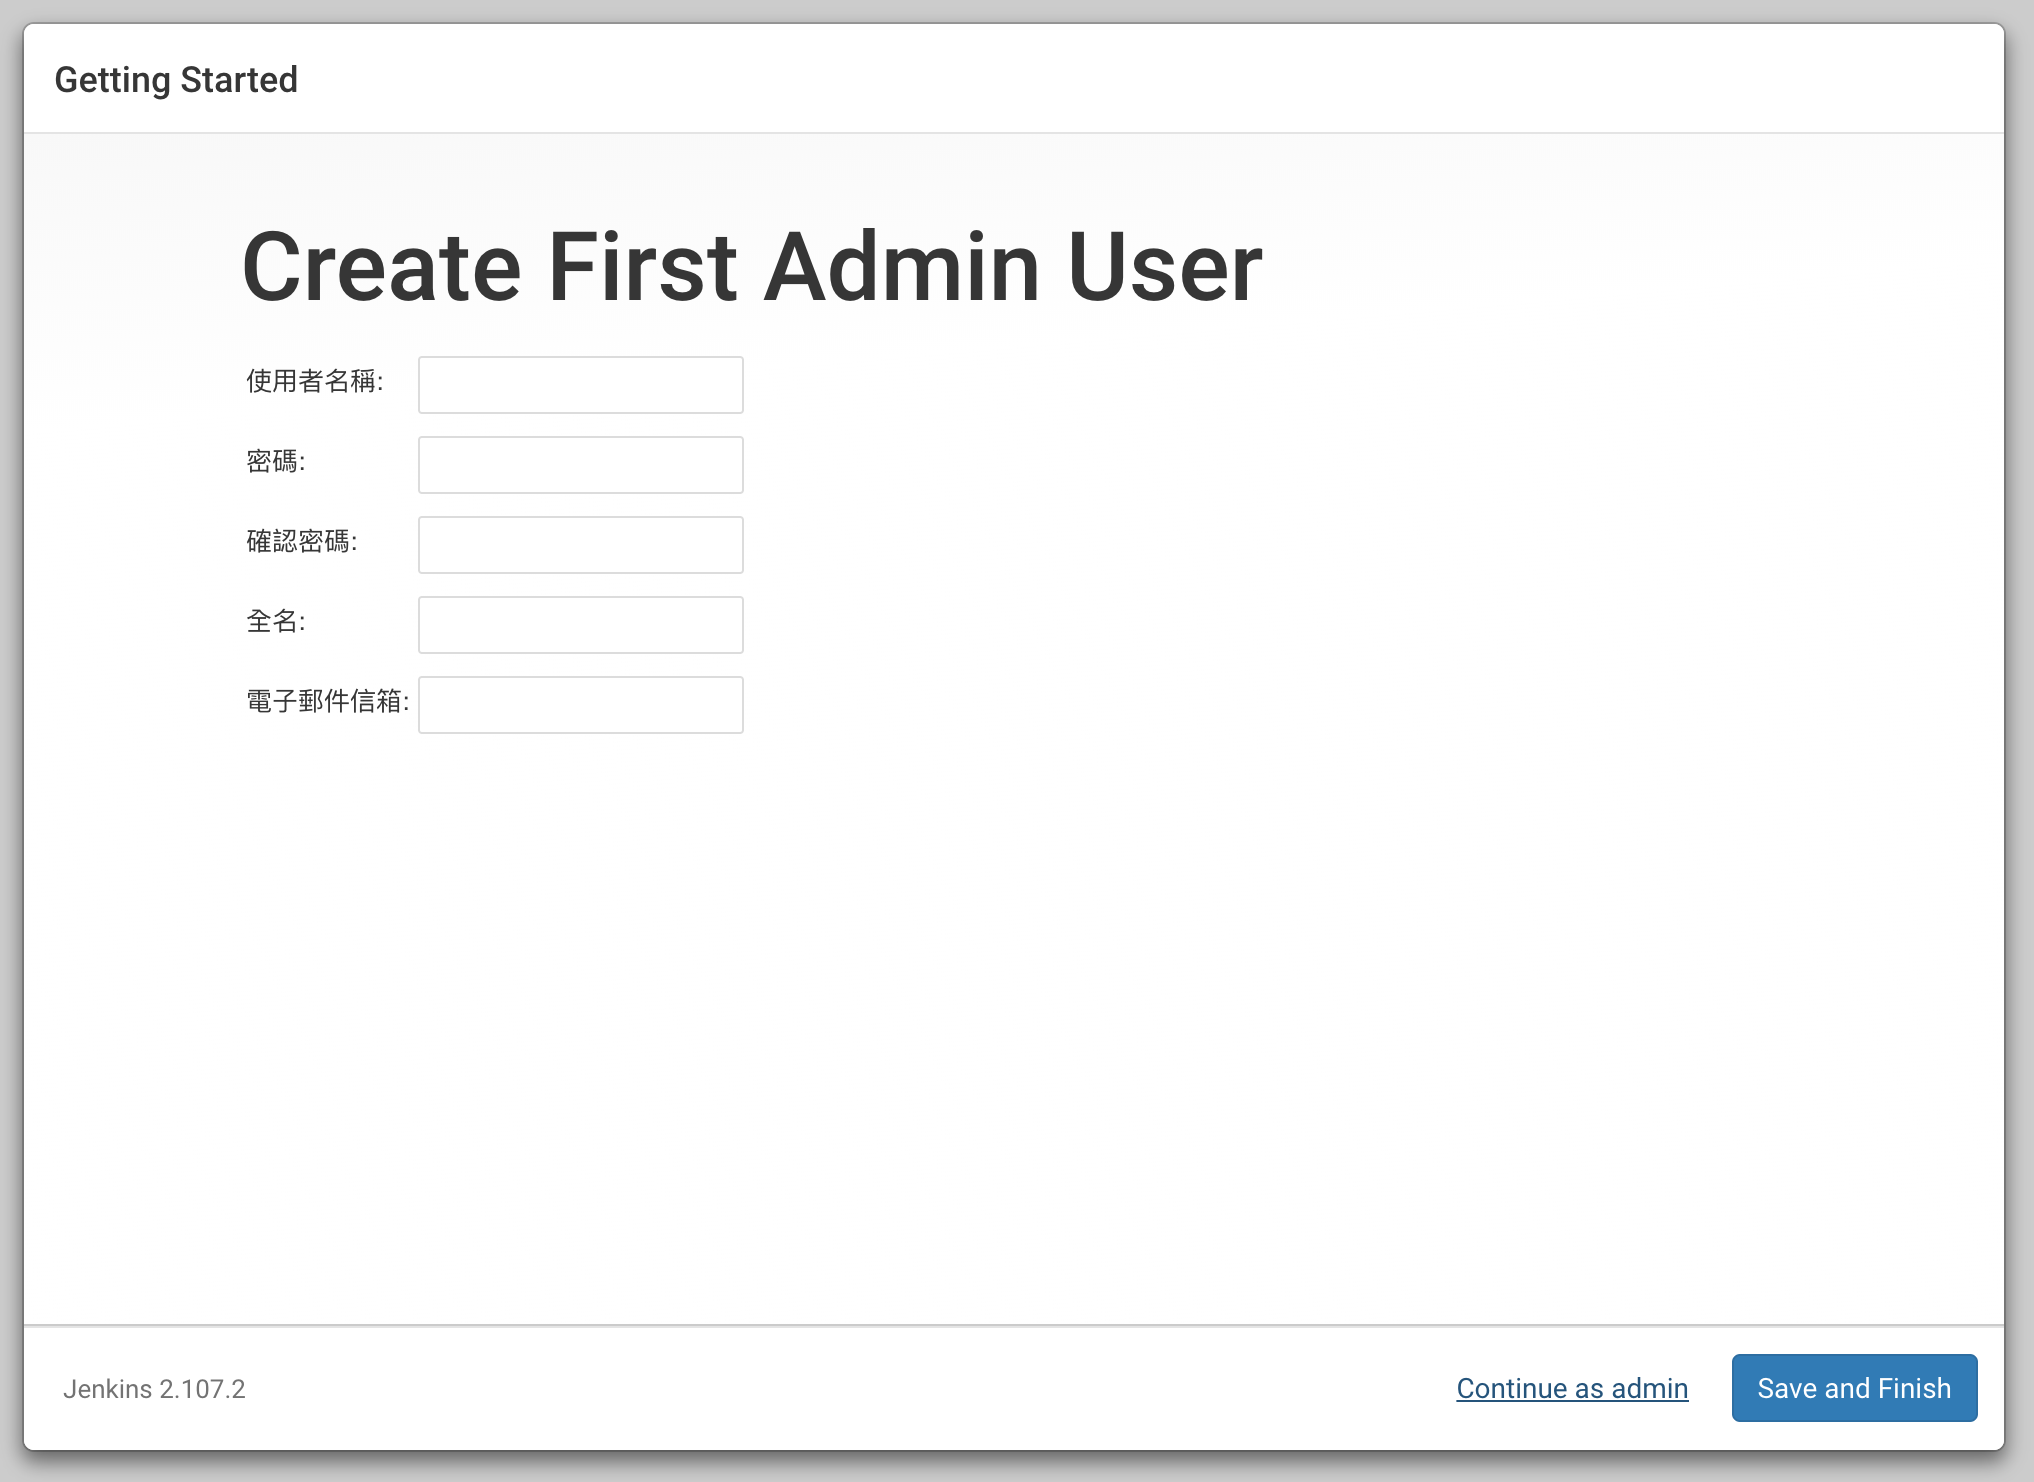 Getting Started
Create First Admin User
使用者名稱:
密碼:
確認密碼:
全名:
電子郵件信箱:
Jenkins 2.107.2
Continue as admin
Save and Finish